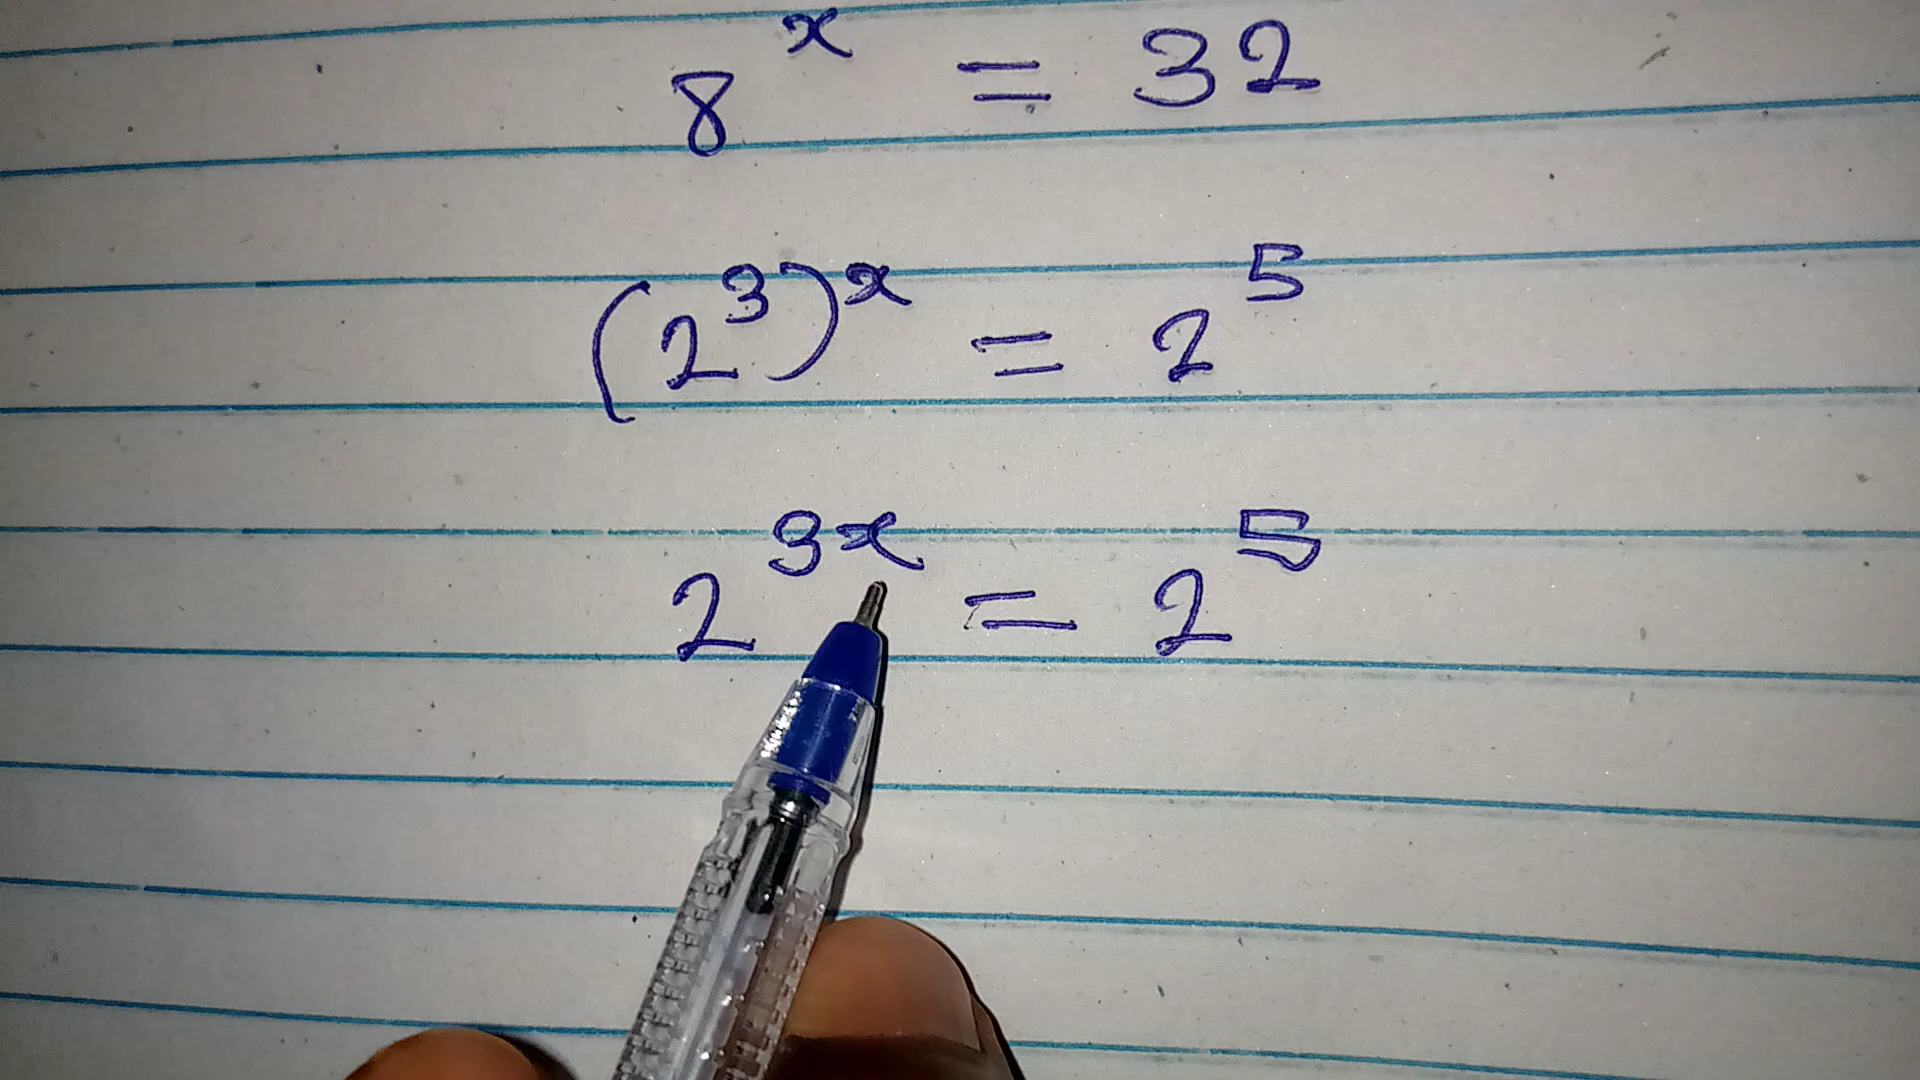 8^x = 32
(2^3)^x = 2^5
2^3x = 2^5